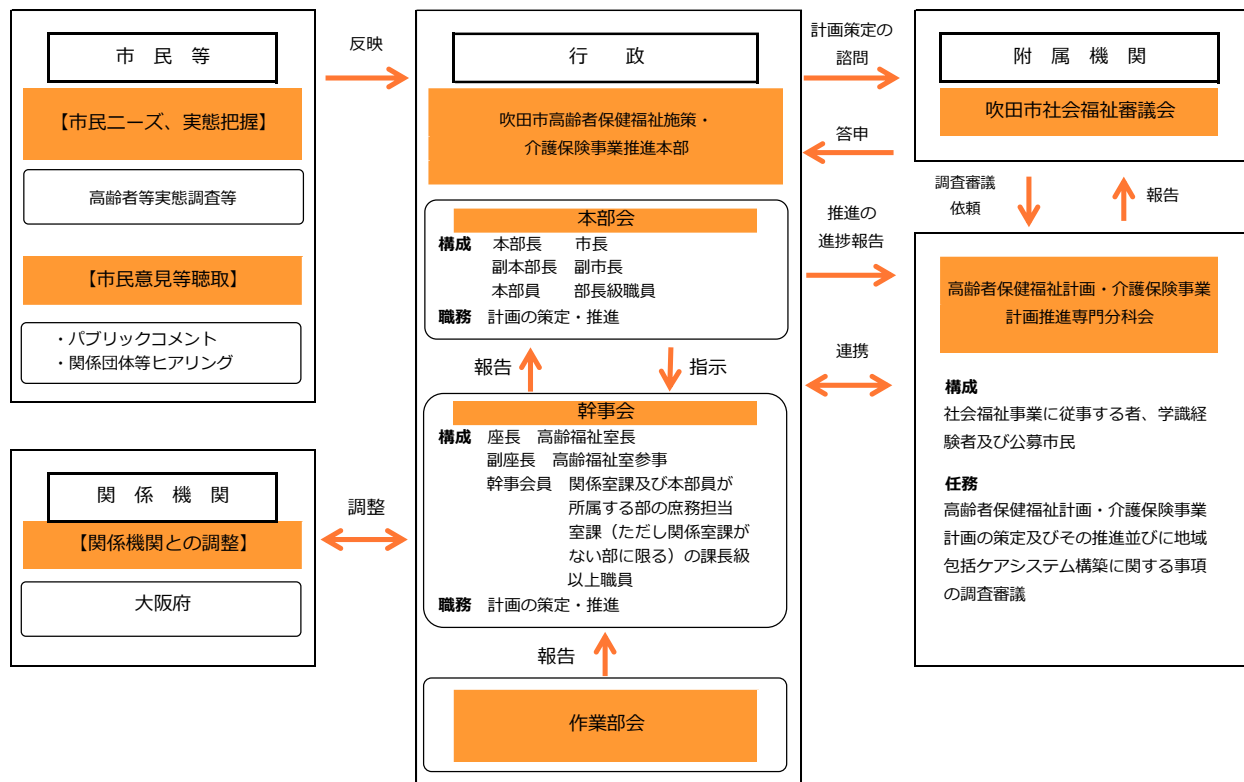 市 民 等
【市民ニーズ、実態把握】
高齢者等実態調査等
【市民意見等聴取】
・パブリックコメント
・関係団体等ヒアリング
関 係 機 関
【関係機関との調整】
大阪府
反映
調整
行 政
吹田市高齢者保健福祉施策・
介護保険事業推進本部
本部会
構成 本部長 市長
副本部長 副市長
本部員 部長級職員
職務 計画の策定・推進
報告
指示
幹事会
構成 座長 高齢福祉室長
副座長 高齢福祉室参事
幹事会員 関係室課及び本部員が
所属する部の庶務担当
室課（ただし関係室課が
ない部に限る）の課長級
以上職員
職務 計画の策定・推進
報告
作業部会
計画策定の
諮問
答申
推進の
進捗報告
連携
附 属 機 関
吹田市社会福祉審議会
調査審議
依頼
報告
高齢者保健福祉計画・介護保険事業
計画推進専門分科会
構成
社会福祉事業に従事する者、学識経
験者及び公募市民
任務
高齢者保健福祉計画・介護保険事業
計画の策定及びその推進並びに地域
包括ケアシステム構築に関する事項
の調査審議